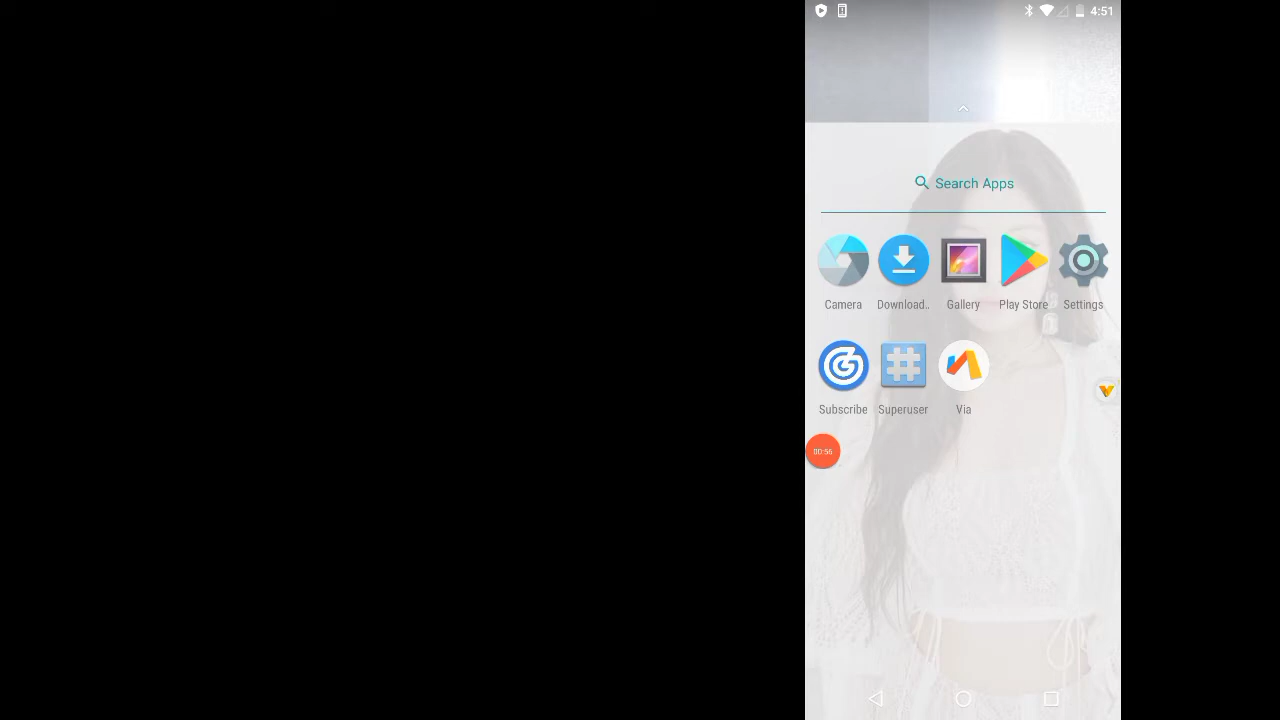 4:51
Search Apps
Camera Download.. Gallery Play Store Settings
Subscribe Superuser Via
00:56